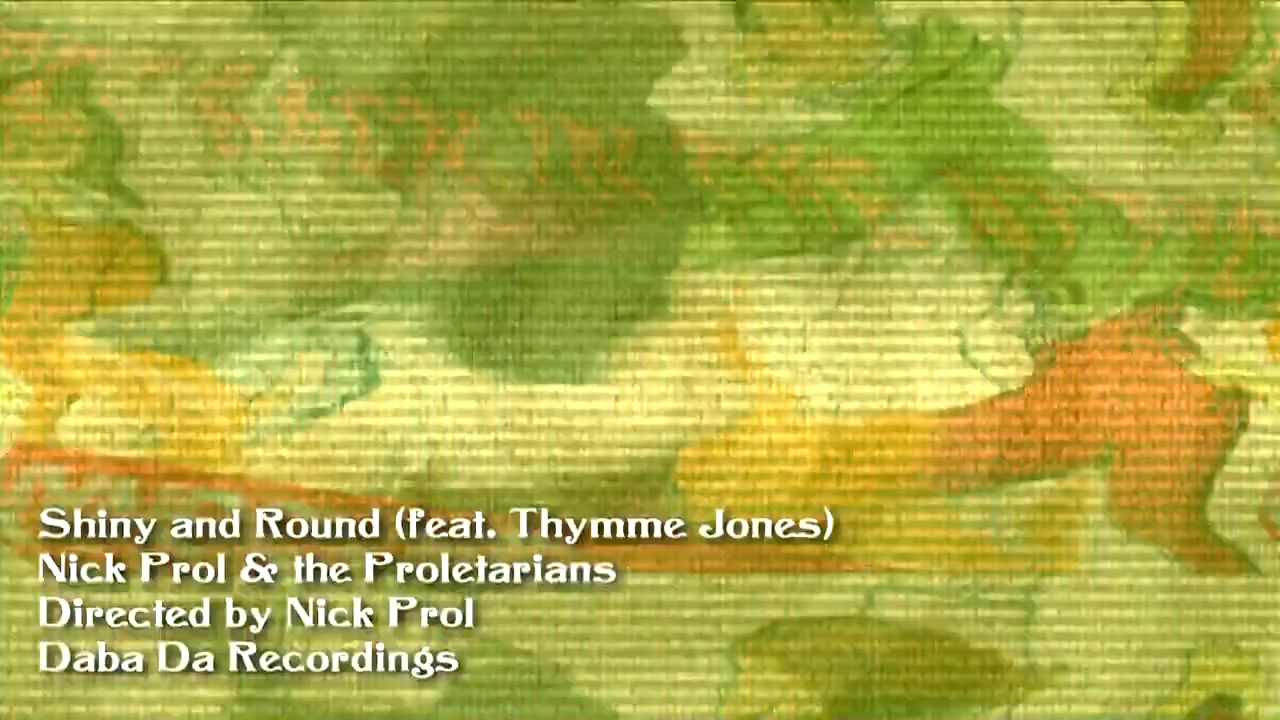 Shiny and Round (feat. Thymme Jones)
Nick Prol & the Proletarians
Directed by Nick Prol
Daba Da Recordings